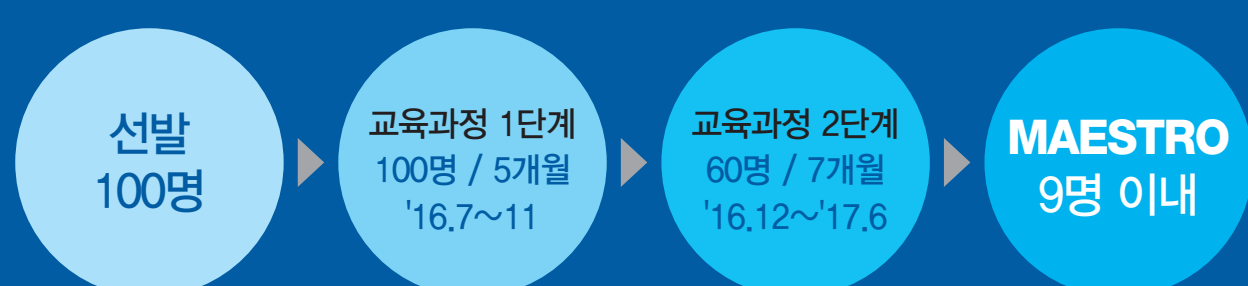 선발
100명
교육과정 1단계
100명 / 5개월
'16.7~11
교육과정 2단계
60명 / 7개월
'16.12~'17.6
MAESTRO
9명 이내